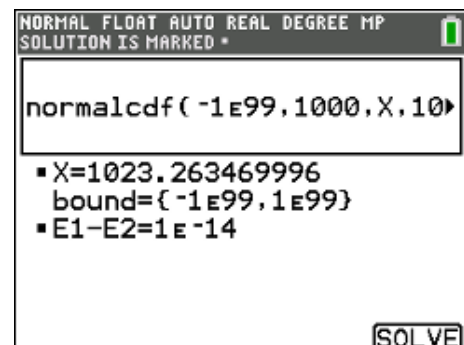 NORMAL FLOAT AUTO REAL DEGREE MP
SOLUTION IS MARKED ▪
normalcdf(⁻1ᴇ99,1000,X,10▸
▪X=1023.263469996
bound={⁻1ᴇ99,1ᴇ99}
▪E1−E2=1ᴇ⁻14
SOLVE